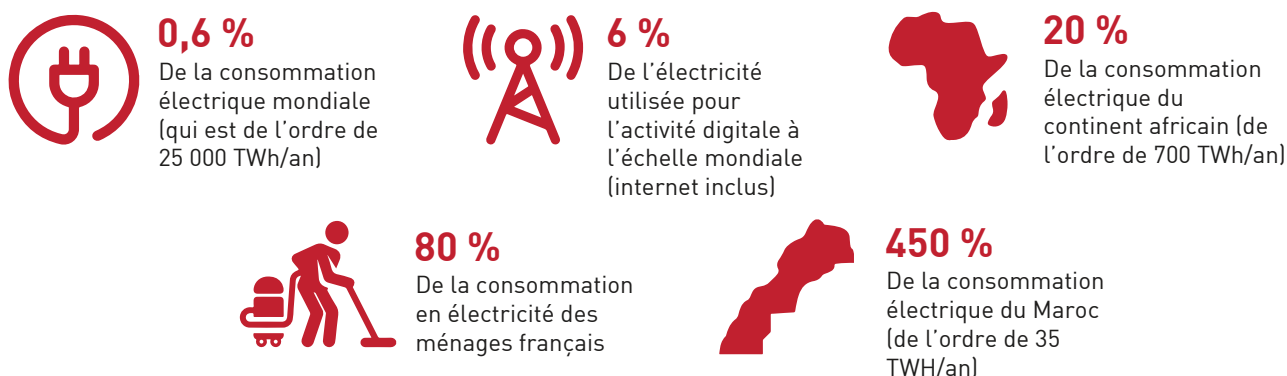 0,6 %
De la consommation
électrique mondiale
(qui est de l'ordre de
25 000 TWh/an)
6 %
De l'électricité
utilisée pour
l'activité digitale à
l'échelle mondiale
(internet inclus)
20 %
De la consommation
électrique du
continent africain (de
l'ordre de 700 TWh/an)
80 %
De la consommation
en électricité des
ménages français
450 %
De la consommation
électrique du Maroc
(de l'ordre de 35
TWH/an)